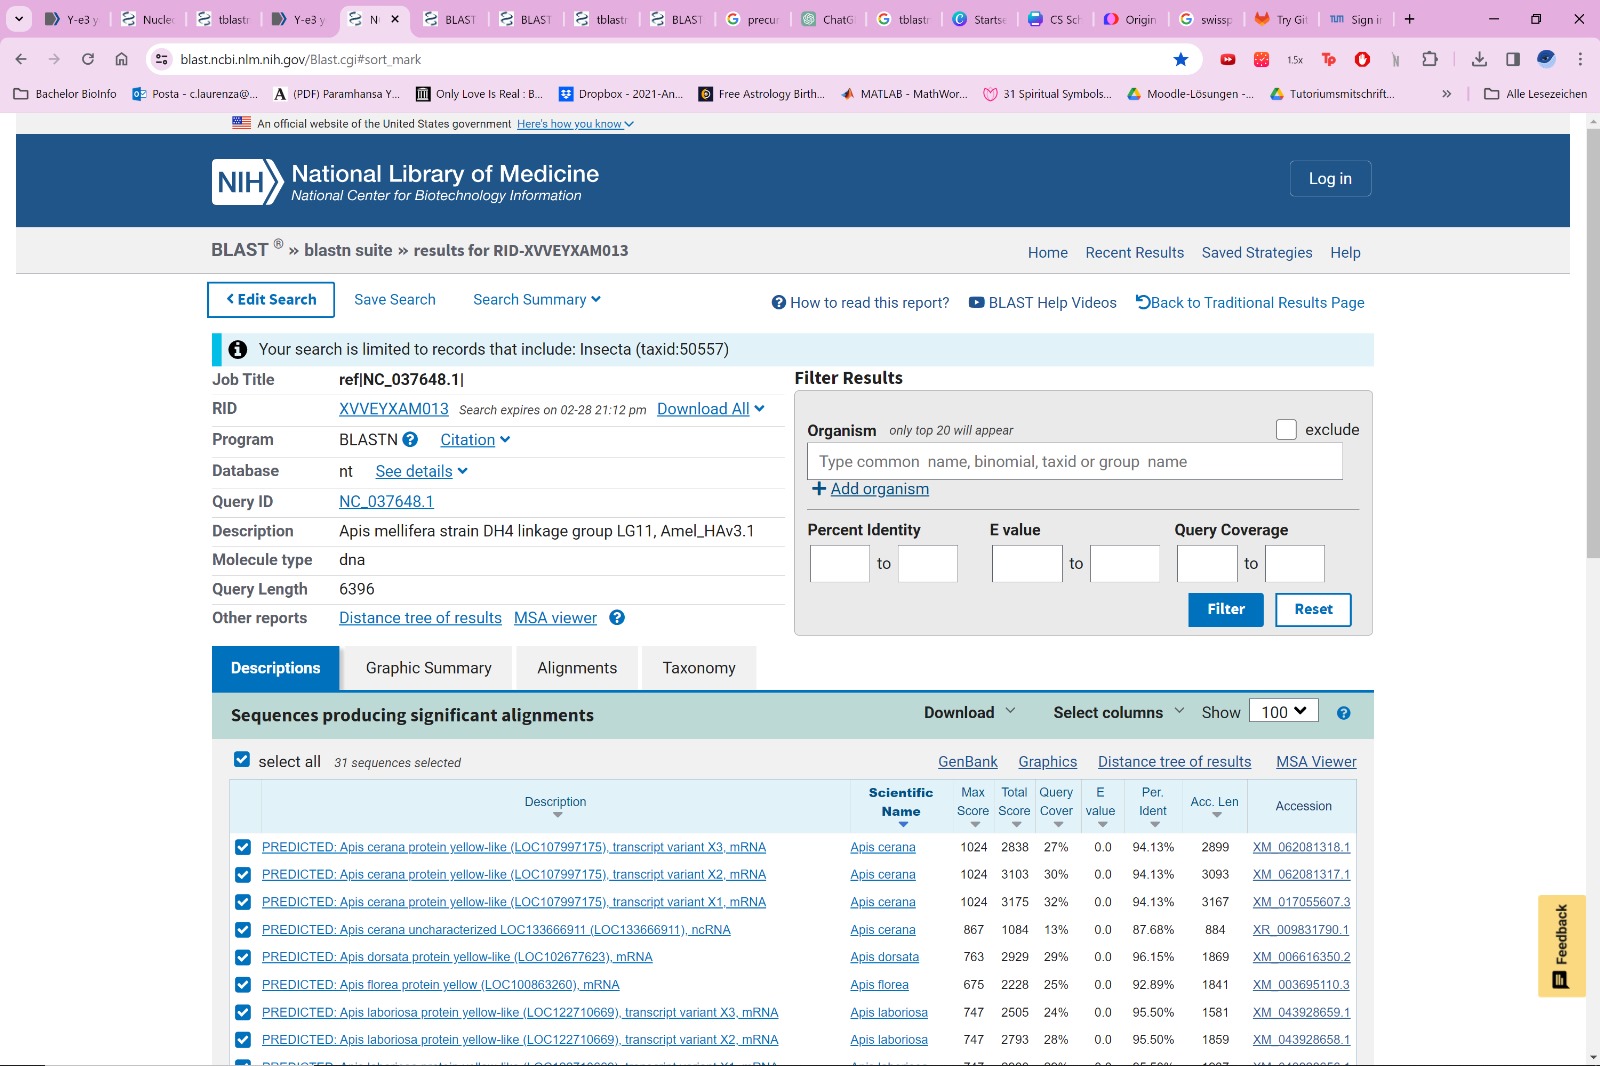 Y-e3 y
Nucle
tblast
Y-e3 y
N
BLAST
BLAST
tblastr
BLAST
precur
ChatG
tblastr
Startse
CS Sch
Origin
swissp
Try Git
Sign i
blast.ncbi.nlm.nih.gov/Blast.cgi#sort_mark
1.5x
Bachelor BioInfo Posta - c.laurenza@... (PDF) Paramhansa Y... Only Love Is Real : B... Dropbox - 2021-An... Free Astrology Birth... MATLAB - MathWor... 31 Spiritual Symbols... Moodle-Lösungen -... Tutoriumsmitschrift... » Alle Lesezeichen
An official website of the United States government Here's how you know
NIH National Library of Medicine
National Center for Biotechnology Information
Log in
BLAST ® » blastn suite » results for RID-XVVEYXAM013
Home Recent Results Saved Strategies Help
< Edit Search Save Search Search Summary
How to read this report? BLAST Help Videos Back to Traditional Results Page
Your search is limited to records that include: Insecta (taxid:50557)
Job Title ref|NC_037648.1|
RID XVVEYXAM013 Search expires on 02-28 21:12 pm Download All
Program BLASTN Citation
Database nt See details
Query ID NC_037648.1
Description Apis mellifera strain DH4 linkage group LG11, Amel_HAv3.1
Molecule type dna
Query Length 6396
Other reports Distance tree of results MSA viewer
Filter Results
Organism only top 20 will appear exclude
Type common name, binomial, taxid or group name
+ Add organism
Percent Identity E value Query Coverage
to to to
Filter Reset
Descriptions Graphic Summary Alignments Taxonomy
Sequences producing significant alignments Download Select columns Show 100
select all 31 sequences selected GenBank Graphics Distance tree of results MSA Viewer
Description Scientific Name Max Score Total Score Query Cover E value Per. Ident Acc. Len Accession
PREDICTED: Apis cerana protein yellow-like (LOC107997175), transcript variant X3, mRNA Apis cerana 1024 2838 27% 0.0 94.13% 2899 XM_062081318.1
PREDICTED: Apis cerana protein yellow-like (LOC107997175), transcript variant X2, mRNA Apis cerana 1024 3103 30% 0.0 94.13% 3093 XM_062081317.1
PREDICTED: Apis cerana protein yellow-like (LOC107997175), transcript variant X1, mRNA Apis cerana 1024 3175 32% 0.0 94.13% 3167 XM_017055607.3
PREDICTED: Apis cerana uncharacterized LOC133666911 (LOC133666911), ncRNA Apis cerana 867 1084 13% 0.0 87.68% 884 XR_009831790.1
PREDICTED: Apis dorsata protein yellow-like (LOC102677623), mRNA Apis dorsata 763 2929 29% 0.0 96.15% 1869 XM_006616350.2
PREDICTED: Apis florea protein yellow (LOC100863260), mRNA Apis florea 675 2228 25% 0.0 92.89% 1841 XM_003695110.3
PREDICTED: Apis laboriosa protein yellow-like (LOC122710669), transcript variant X3, mRNA Apis laboriosa 747 2505 24% 0.0 95.50% 1581 XM_043928659.1
PREDICTED: Apis laboriosa protein yellow-like (LOC122710669), transcript variant X2, mRNA Apis laboriosa 747 2793 28% 0.0 95.50% 1859 XM_043928658.1
Feedback